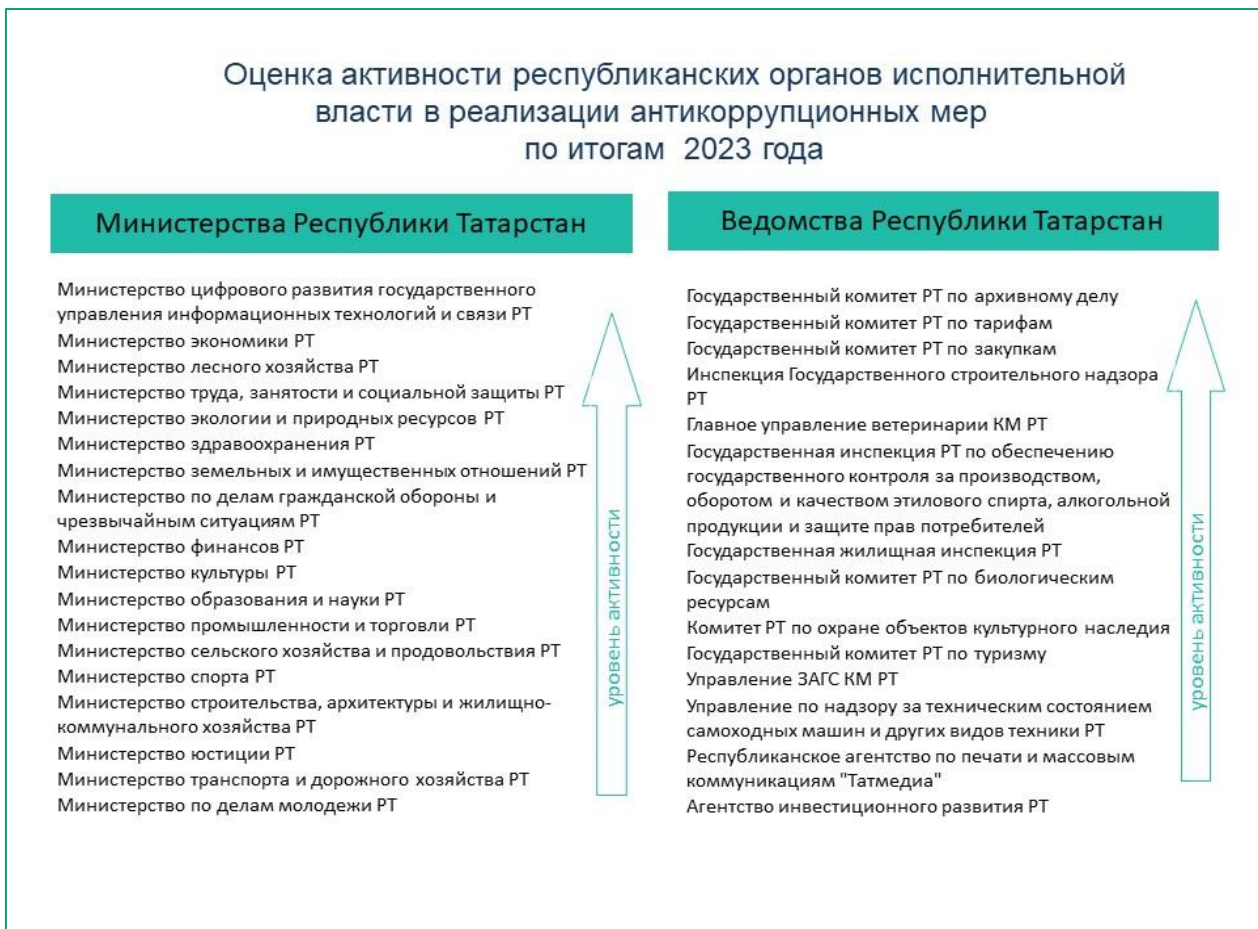 Оценка активности республиканских органов исполнительной
власти в реализации антикоррупционных мер
по итогам 2023 года
Министерства Республики Татарстан
Министерство цифрового развития государственного
управления информационных технологий и связи РТ
Министерство экономики РТ
Министерство лесного хозяйства РТ
Министерство труда, занятости и социальной защиты РТ
Министерство экологии и природных ресурсов РТ
Министерство здравоохранения РТ
Министерство земельных и имущественных отношений РТ
Министерство по делам гражданской обороны и
чрезвычайным ситуациям РТ
Министерство финансов РТ
Министерство культуры РТ
Министерство образования и науки РТ
Министерство промышленности и торговли РТ
Министерство сельского хозяйства и продовольствия РТ
Министерство спорта РТ
Министерство строительства, архитектуры и жилищно-
коммунального хозяйства РТ
Министерство юстиции РТ
Министерство транспорта и дорожного хозяйства РТ
Министерство по делам молодежи РТ
уровень активности
Ведомства Республики Татарстан
Государственный комитет РТ по архивному делу
Государственный комитет РТ по тарифам
Государственный комитет РТ по закупкам
Инспекция Государственного строительного надзора
РТ
Главное управление ветеринарии КМ РТ
Государственная инспекция РТ по обеспечению
государственного контроля за производством,
оборотом и качеством этилового спирта, алкогольной
продукции и защите прав потребителей
Государственная жилищная инспекция РТ
Государственный комитет РТ по биологическим
ресурсам
Комитет РТ по охране объектов культурного наследия
Государственный комитет РТ по туризму
Управление ЗАГС КМ РТ
Управление по надзору за техническим состоянием
самоходных машин и других видов техники РТ
Республиканское агентство по печати и массовым
коммуникациям "Татмедиа"
Агентство инвестиционного развития РТ
уровень активности